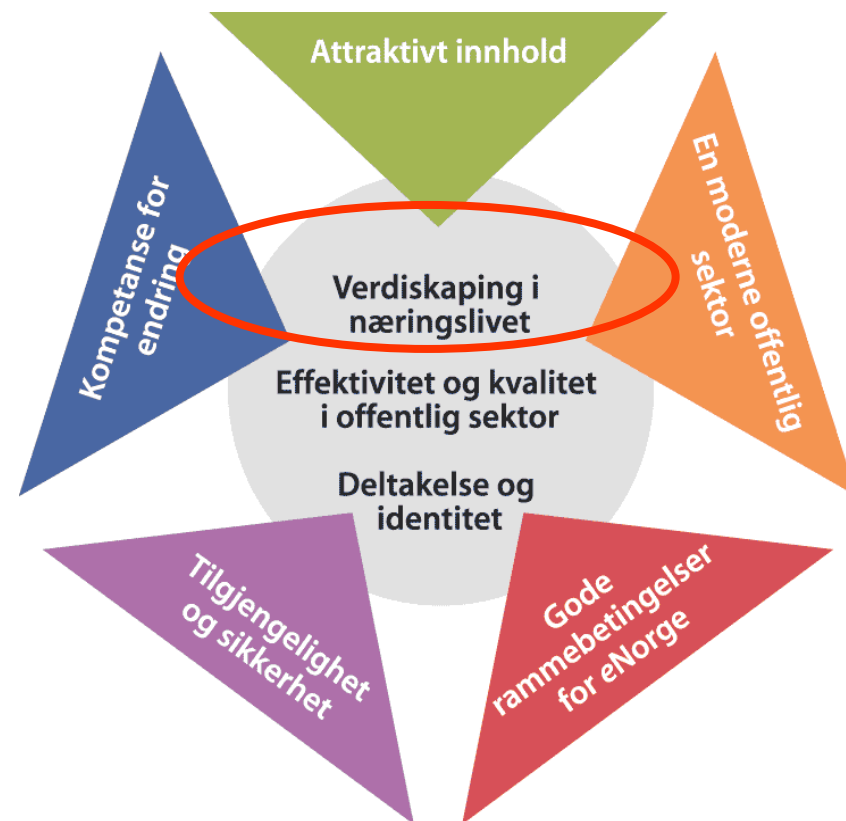 Attraktivt innhold
Kompetanse for
endring
En moderne offentlig
sektor
Verdiskaping i
næringslivet
Effektivitet og kvalitet
i offentlig sektor
Deltakelse og
identitet
Tilgjengelighet
og sikkerhet
Gode
rammebetingelser
for eNorge